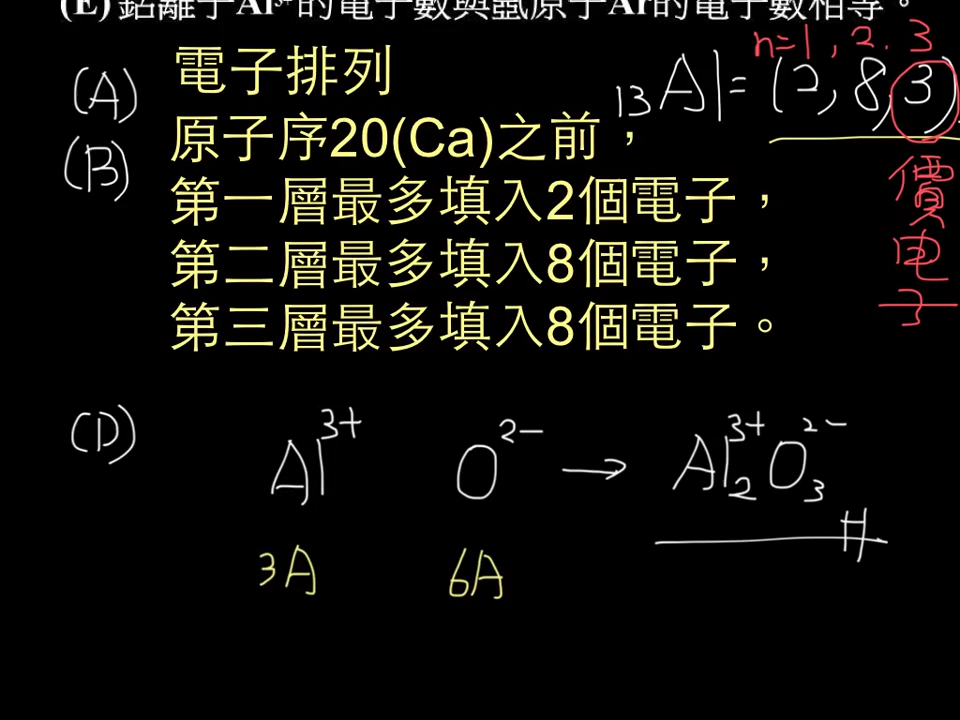 (E) 鋁離子Al³⁺的電子數與氬原子Ar的電子數相等。
n=1, 2. 3
(A) 電子排列 ₁₃Al = (2, 8, 3)
(B) 原子序20(Ca)之前，
第一層最多填入2個電子，
第二層最多填入8個電子，
第三層最多填入8個電子。
價电子
(D) Al³⁺ O²⁻ → Al₂³⁺O₃²⁻
3A 6A